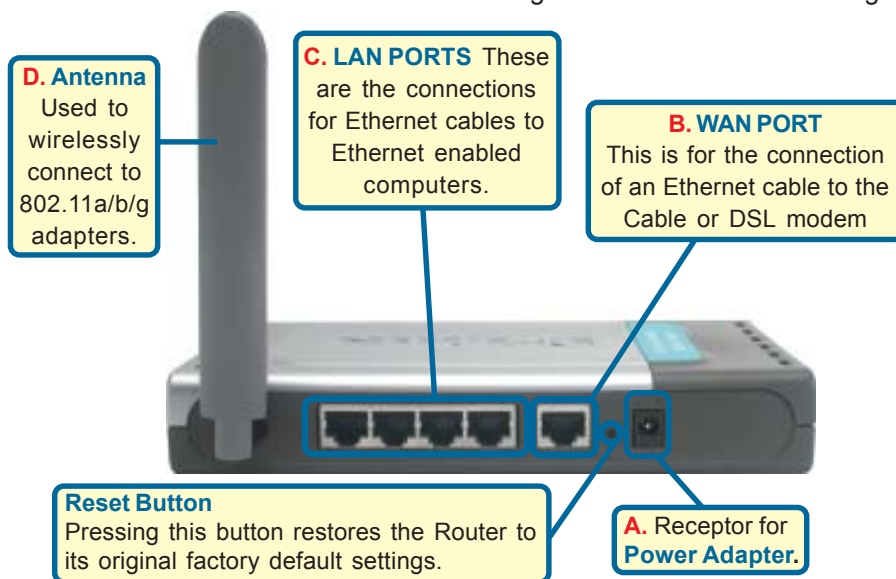 D. Antenna
Used to
wirelessly
connect to
802.11a/b/g
adapters.
C. LAN PORTS These
are the connections
for Ethernet cables to
Ethernet enabled
computers.
B. WAN PORT
This is for the connection
of an Ethernet cable to the
Cable or DSL modem
Reset Button
Pressing this button restores the Router to
its original factory default settings.
A. Receptor for
Power Adapter.